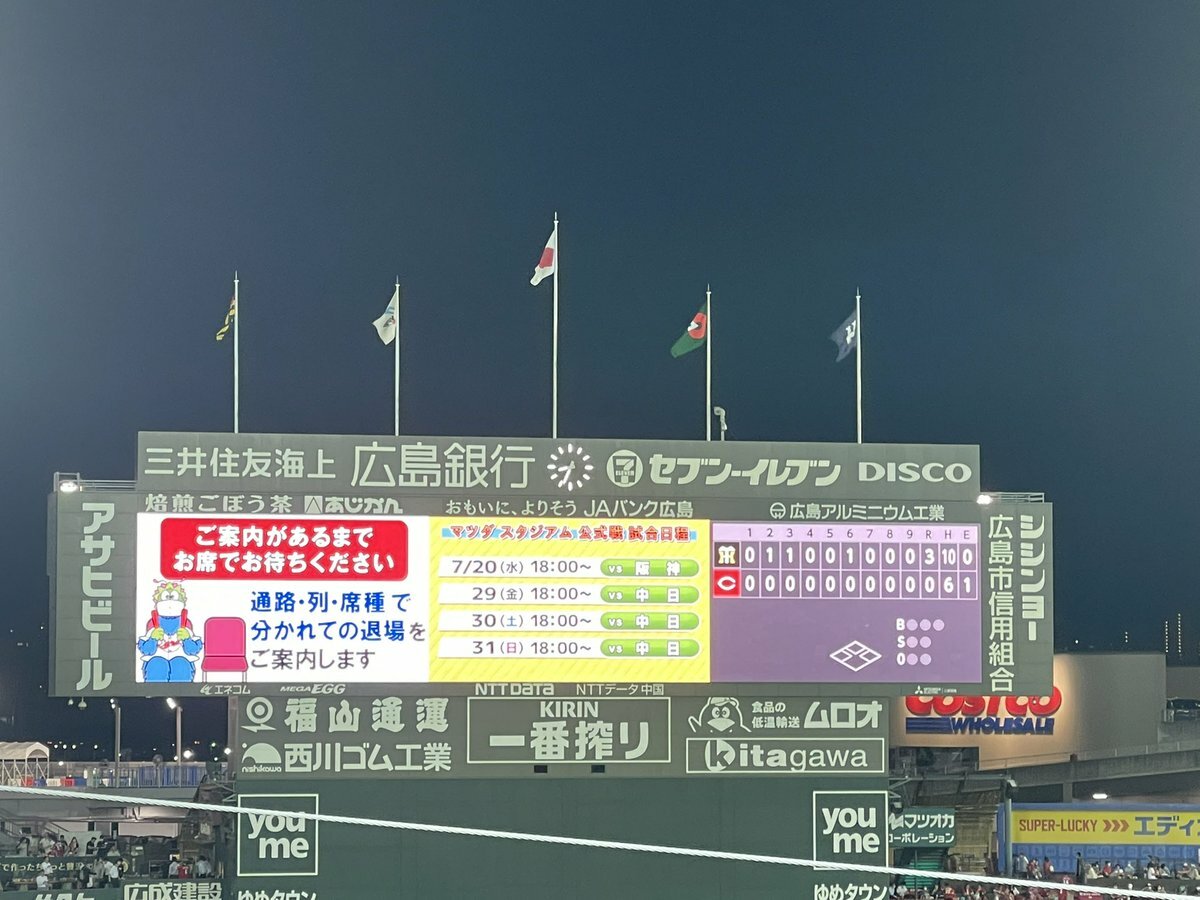 三井住友海上 広島銀行 7 ELEVEN セブン-イレブン DISCO
焙煎ごぼう茶 あじかん おもいに、よりそう JAバンク広島 広島アルミニウム工業
アサヒビール
ご案内があるまで
お席でお待ちください
通路・列・席種で
分かれての退場を
ご案内します
マツダ スタジアム 公式戦 試合日程
7/20(水) 18:00~ vs 阪神
29(金) 18:00~ vs 中日
30(土) 18:00~ vs 中日
31(日) 18:00~ vs 中日
1 2 3 4 5 6 7 8 9 R H E
0 1 1 0 0 1 0 0 0 3 10 0
C 0 0 0 0 0 0 0 0 0 0 6 1
B
S
O
シシンヨー
広島市信用組合
エネコム MEGA EGG NTT DATA NTTデータ中国
COSTCO
WHOLESALE
福山通運
nishikawa 西川ゴム工業
KIRIN
一番搾り
食品の
低温輸送 ムロオ
Kitagawa
you
me
ゆめタウン
you
me
ゆめタウン
マツオカ
コーポレーション
SUPER-LUCKY >>> エディ
広成建設